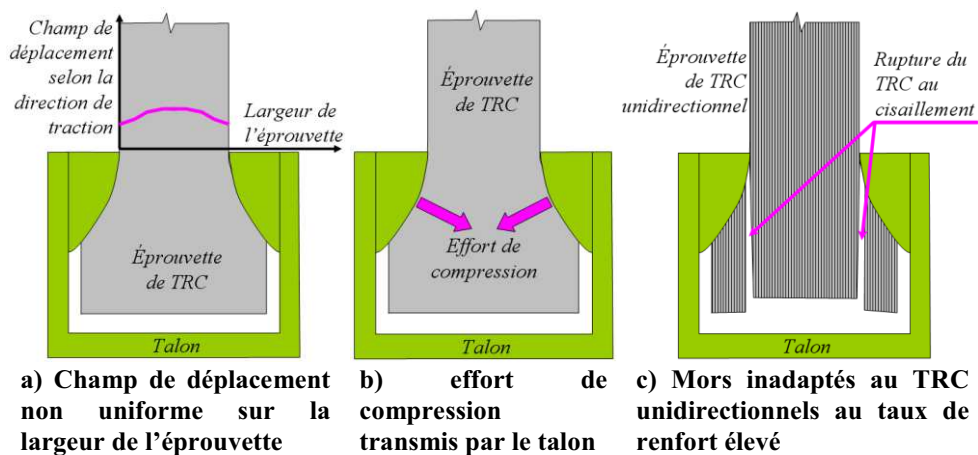 Champ de
déplacement
selon la
direction de
traction
Largeur de
l'éprouvette
Éprouvette
de TRC
Talon
a) Champ de déplacement
non uniforme sur la
largeur de l'éprouvette
Éprouvette
de TRC
Effort de
compression
Talon
b) effort de
compression
transmis par le talon
Éprouvette
de TRC
unidirectionnel
Rupture du
TRC au
cisaillement
Talon
c) Mors inadaptés au TRC
unidirectionnels au taux de
renfort élevé